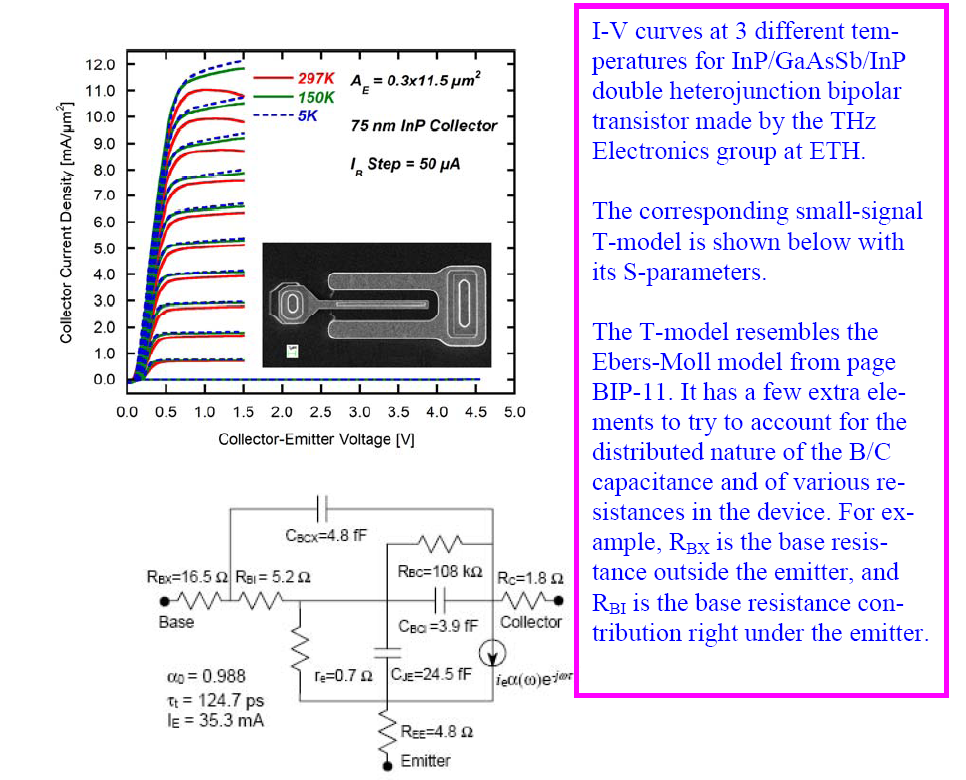 12.0
11.0
10.0
9.0
8.0
7.0
6.0
5.0
4.0
3.0
2.0
1.0
0.0
Collector Current Density [mA/µm²]
297K
150K
5K
A_E = 0.3x11.5 µm²
75 nm InP Collector
I_B Step = 50 µA
0.0 0.5 1.0 1.5 2.0 2.5 3.0 3.5 4.0 4.5 5.0
Collector-Emitter Voltage [V]
I-V curves at 3 different tem-
peratures for InP/GaAsSb/InP
double heterojunction bipolar
transistor made by the THz
Electronics group at ETH.
The corresponding small-signal
T-model is shown below with
its S-parameters.
The T-model resembles the
Ebers-Moll model from page
BIP-11. It has a few extra ele-
ments to try to account for the
distributed nature of the B/C
capacitance and of various re-
sistances in the device. For ex-
ample, R_BX is the base resis-
tance outside the emitter, and
R_BI is the base resistance con-
tribution right under the emitter.
C_BCX=4.8 fF
R_BX=16.5 Ω R_BI = 5.2 Ω
R_BC=108 kΩ
R_C=1.8 Ω
Base
C_BCI =3.9 fF
Collector
r_e=0.7 Ω
C_JE=24.5 fF
i_eα(ω)e^-jωτ
α_0 = 0.988
τ_t = 124.7 ps
I_E = 35.3 mA
R_EE=4.8 Ω
Emitter